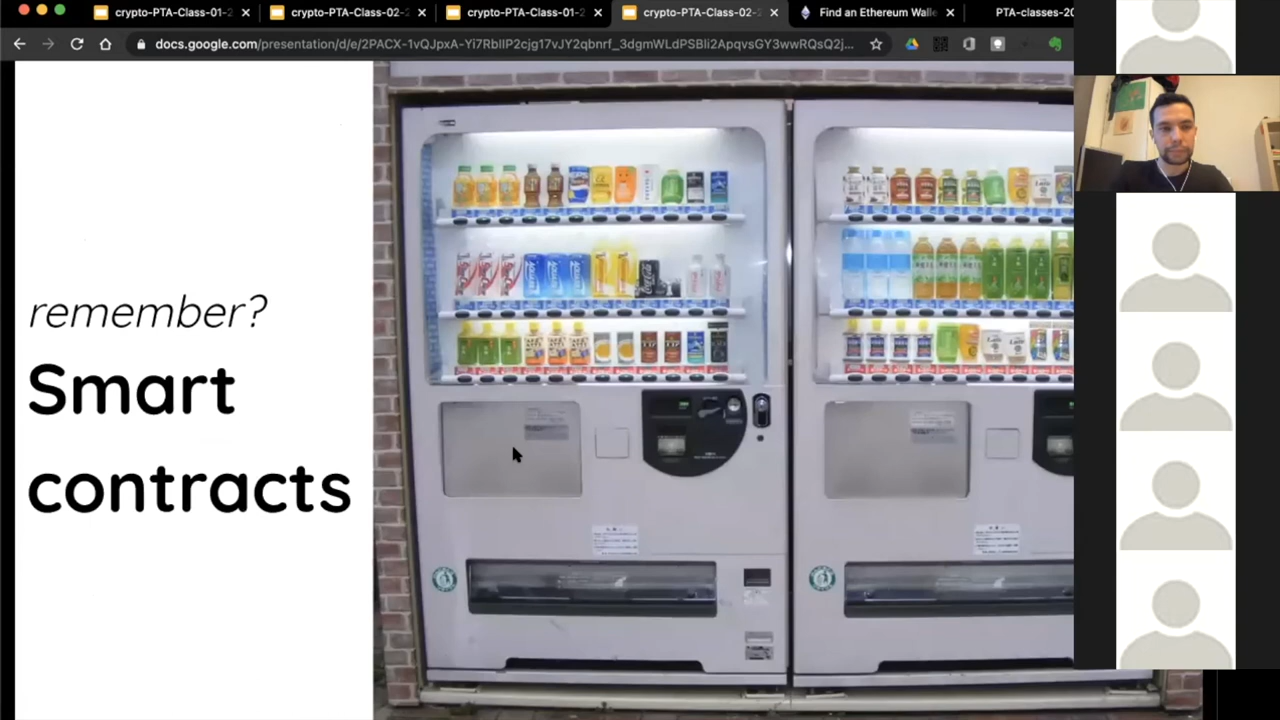 crypto-PTA-Class-01-2
crypto-PTA-Class-02-2
crypto-PTA-Class-01-2
crypto-PTA-Class-02-2
Find an Ethereum Walle
PTA-classes-20
docs.google.com/presentation/d/e/2PACX-1vQJpxA-Yi7RblIP2cjg17vJY2qbnrf_3dgmWLdPSBli2ApqvsGY3wwRQsQ2j...
remember?
Smart
contracts